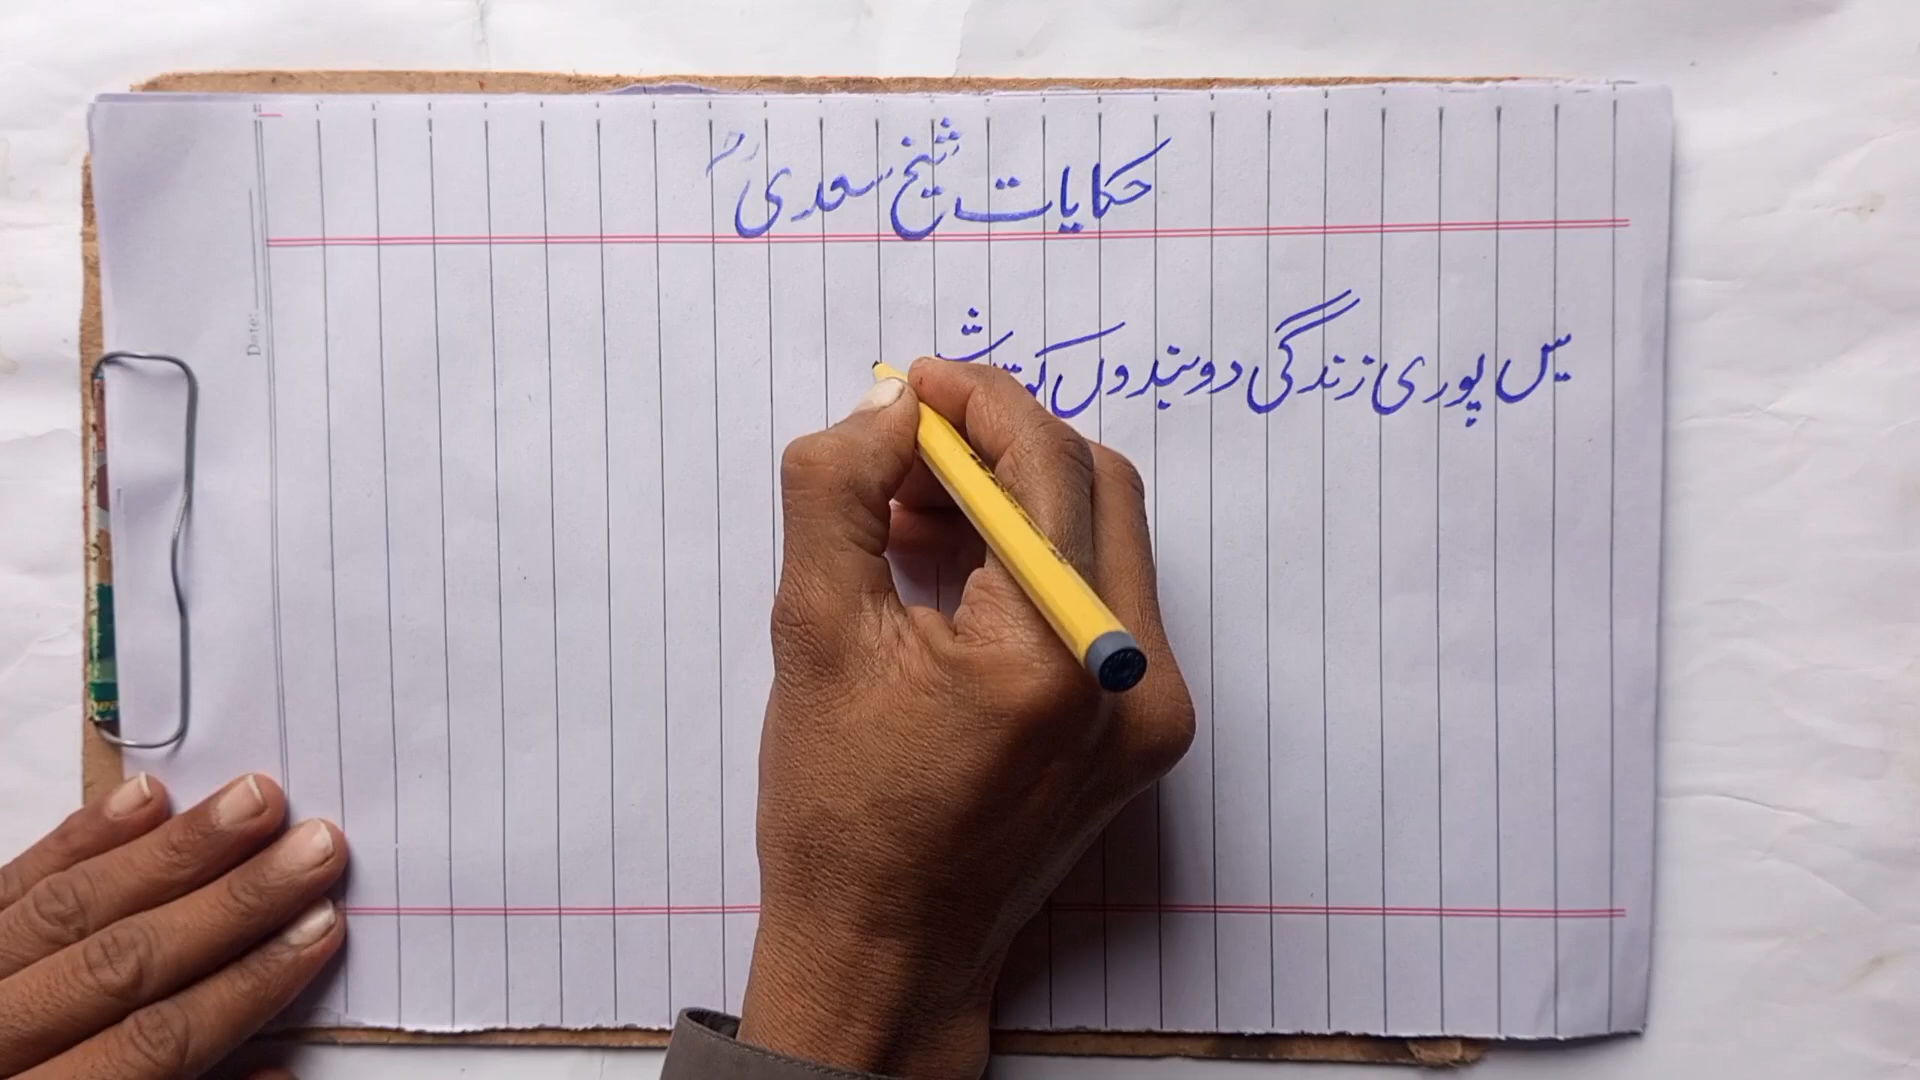 حکایات شیخ سعدیؒ
میں پوری زندگی دو بندوں کو
Date: